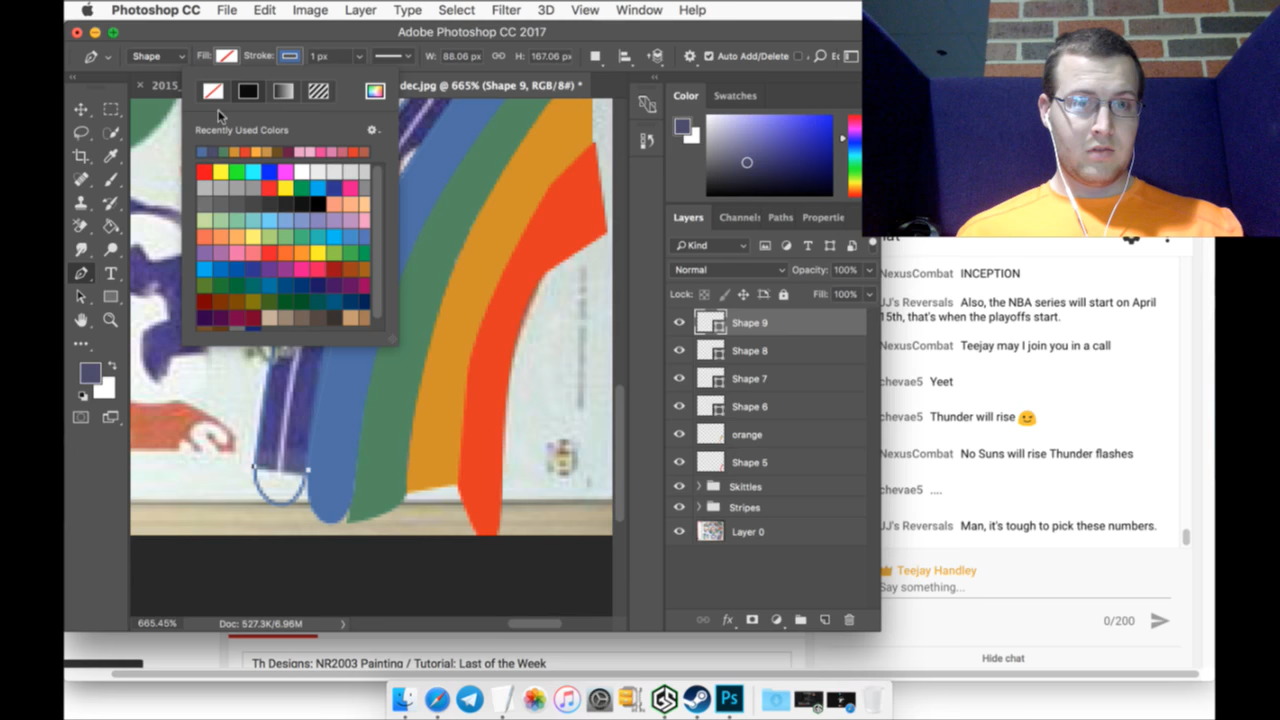 Photoshop CC File Edit Image Layer Type Select Filter 3D View Window Help
Adobe Photoshop CC 2017
Shape Fill: Stroke: 1 px W: 88.06 px H: 167.06 px Auto Add/Delete
2015_
dec.jpg @ 665% (Shape 9, RGB/8#) *
Recently Used Colors
Color Swatches
Layers Channels Paths Propertie
Kind
Normal Opacity: 100%
Lock: Fill: 100%
Shape 9
Shape 8
Shape 7
Shape 6
orange
Shape 5
Skittles
Stripes
Layer 0
665.45% Doc: 527.3K/6.96M
NexusCombat INCEPTION
JJ's Reversals Also, the NBA series will start on April
15th, that's when the playoffs start.
NexusCombat Teejay may I join you in a call
chevae5 Yeet
chevae5 Thunder will rise
NexusCombat No Suns will rise Thunder flashes
chevae5 ....
JJ's Reversals Man, it's tough to pick these numbers.
Teejay Handley
Say something...
0/200
Hide chat
Th Designs: NR2003 Painting / Tutorial: Last of the Week
Ps